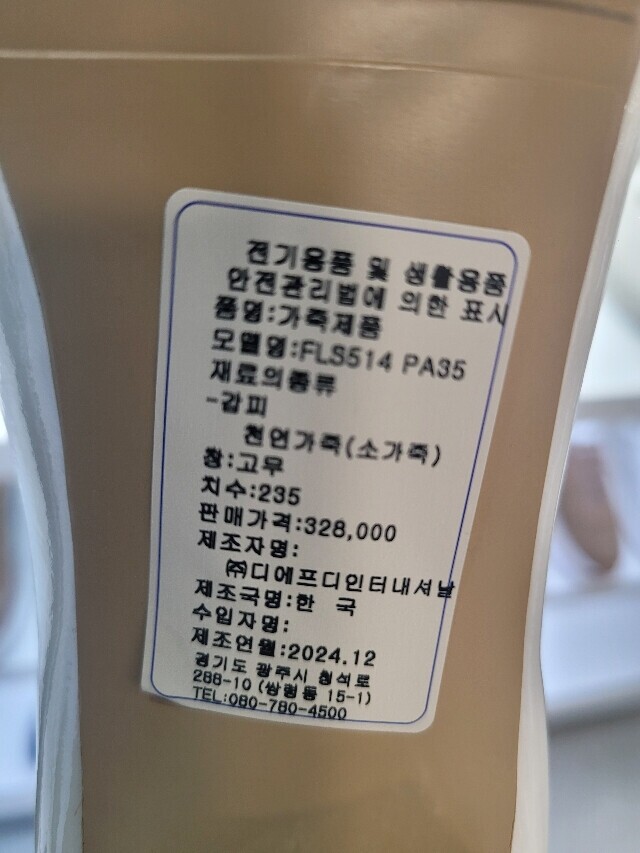 전기용품 및 생활용품
안전관리법에 의한 표시
품명:가죽제품
모델명:FLS514 PA35
재료의종류
-갑피
천연가죽(소가죽)
창:고무
치수:235
판매가격:328,000
제조자명:
㈜디에프디인터내셔날
제조국명:한 국
수입자명:
제조연월:2024.12
경기도 광주시 청석로
288-10 (쌍령동 15-1)
TEL:080-780-4500